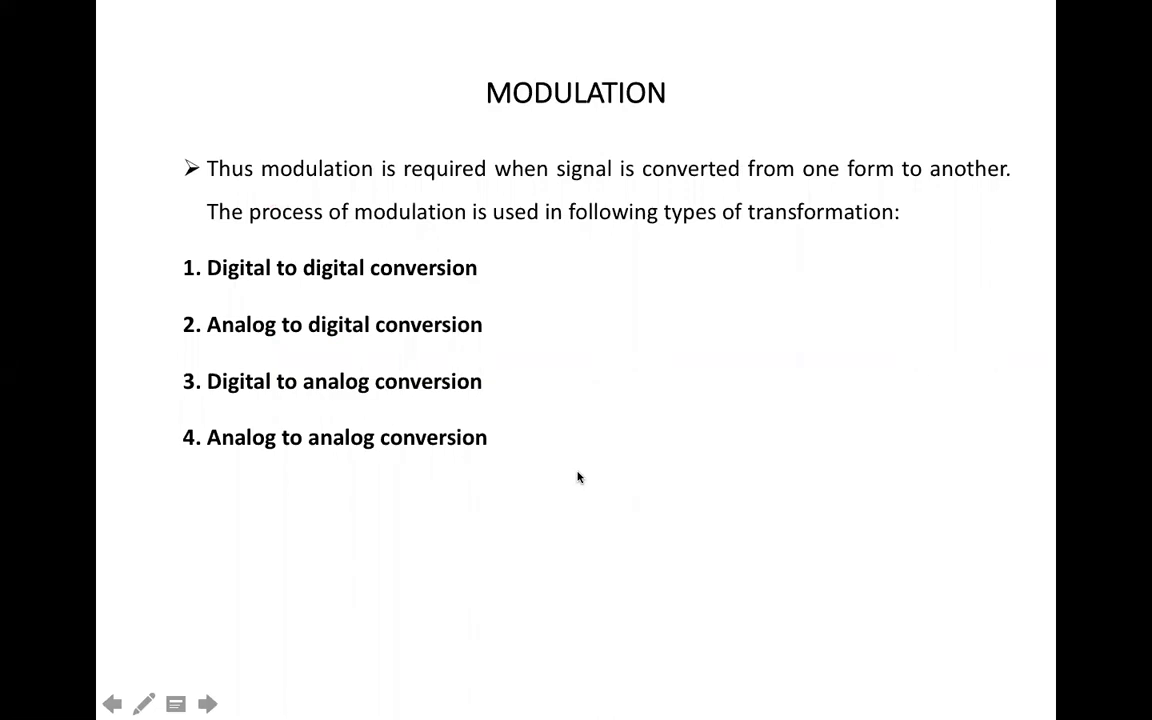 MODULATION
➢ Thus modulation is required when signal is converted from one form to another.
The process of modulation is used in following types of transformation:
1. Digital to digital conversion
2. Analog to digital conversion
3. Digital to analog conversion
4. Analog to analog conversion